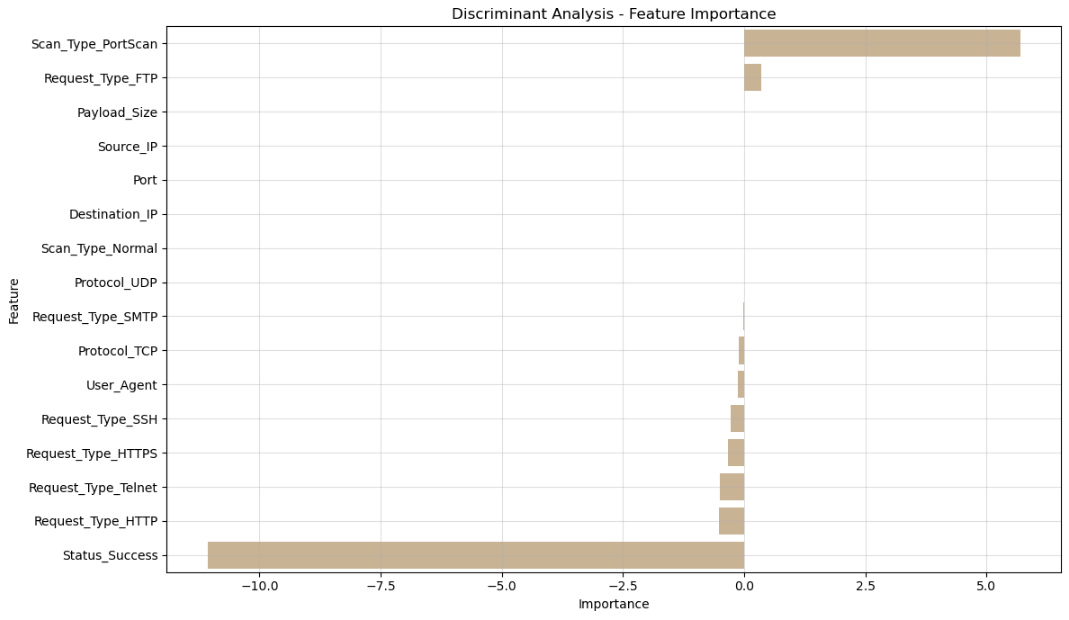 Discriminant Analysis - Feature Importance
Scan_Type_PortScan
Request_Type_FTP
Payload_Size
Source_IP
Port
Destination_IP
Scan_Type_Normal
Protocol_UDP
Request_Type_SMTP
Protocol_TCP
User_Agent
Request_Type_SSH
Request_Type_HTTPS
Request_Type_Telnet
Request_Type_HTTP
Status_Success
Feature
−10.0 −7.5 −5.0 −2.5 0.0 2.5 5.0
Importance